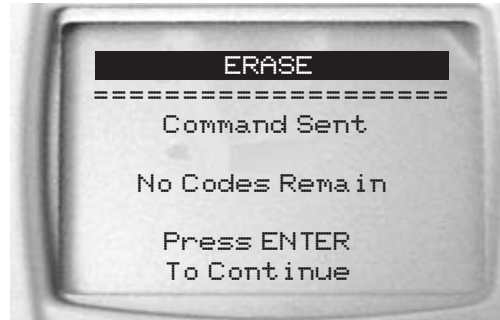 ERASE
====================
Command Sent
No Codes Remain
Press ENTER
To Continue